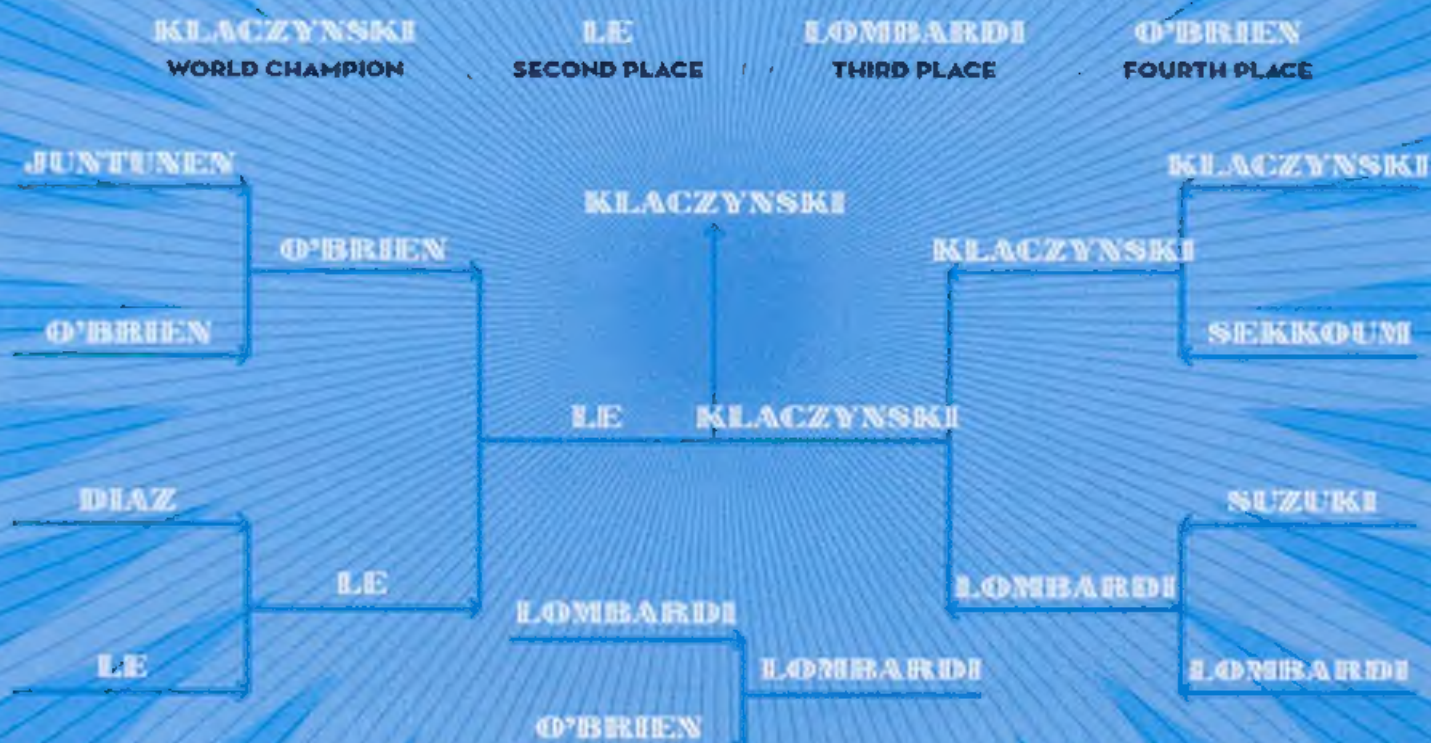 KLACZYNSKI LE LOMBARDI O'BRIEN
WORLD CHAMPION SECOND PLACE THIRD PLACE FOURTH PLACE
JUNTUNEN KLACZYNSKI
KLACZYNSKI
O'BRIEN KLACZYNSKI
O'BRIEN SEKKOUM
LE KLACZYNSKI
DIAZ SUZUKI
LE LOMBARDI
LOMBARDI
LE LOMBARDI LOMBARDI
O'BRIEN